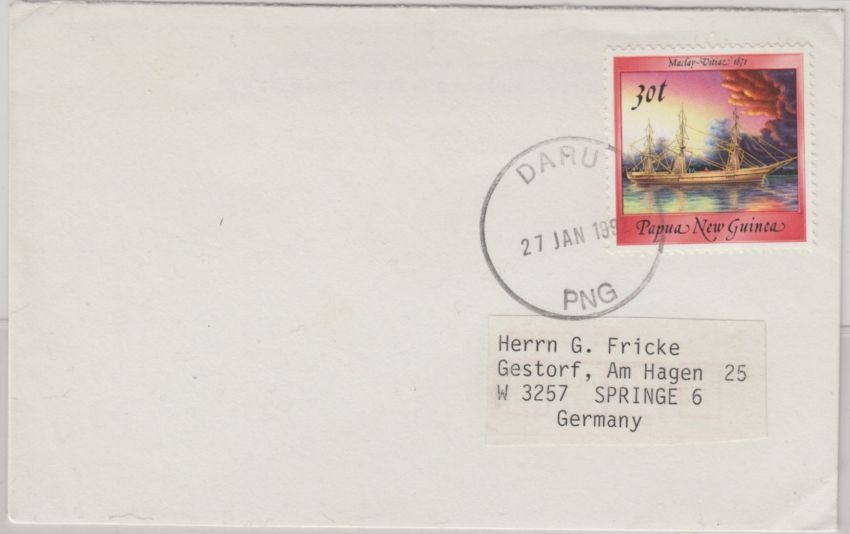 Maclay-Vitiaz 1871
30t
Papua New Guinea
DARU
27 JAN 199
PNG
Herrn G. Fricke
Gestorf, Am Hagen 25
W 3257 SPRINGE 6
Germany